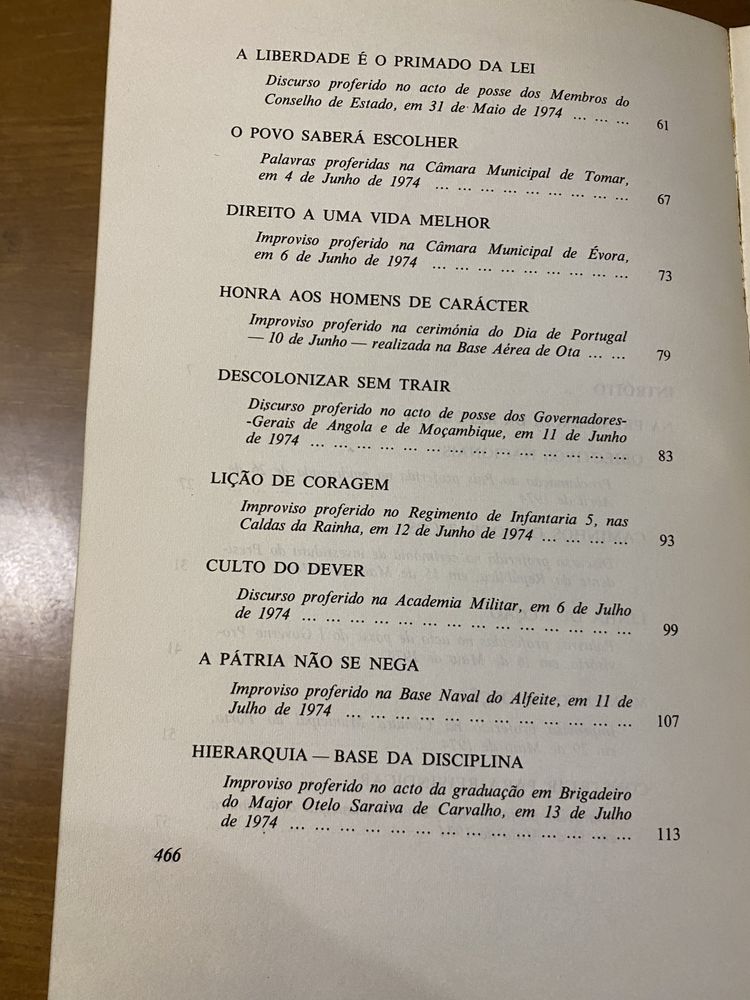 A LIBERDADE É O PRIMADO DA LEI
Discurso proferido no acto de posse dos Membros do
Conselho de Estado, em 31 de Maio de 1974 ... ... ... 61
O POVO SABERÁ ESCOLHER
Palavras proferidas na Câmara Municipal de Tomar,
em 4 de Junho de 1974 ... ... ... ... ... ... ... ... ... 67
DIREITO A UMA VIDA MELHOR
Improviso proferido na Câmara Municipal de Évora,
em 6 de Junho de 1974 ... ... ... ... ... ... ... ... ... 73
HONRA AOS HOMENS DE CARÁCTER
Improviso proferido na cerimónia do Dia de Portugal
— 10 de Junho — realizada na Base Aérea de Ota ... ... 79
DESCOLONIZAR SEM TRAIR
Discurso proferido no acto de posse dos Governadores-
-Gerais de Angola e de Moçambique, em 11 de Junho
de 1974 ... ... ... ... ... ... ... ... ... ... ... ... ... ... 83
LIÇÃO DE CORAGEM
Improviso proferido no Regimento de Infantaria 5, nas
Caldas da Rainha, em 12 de Junho de 1974 ... ... ... ... 93
CULTO DO DEVER
Discurso proferido na Academia Militar, em 6 de Julho
de 1974 ... ... ... ... ... ... ... ... ... ... ... ... ... ... ... 99
A PÁTRIA NÃO SE NEGA
Improviso proferido na Base Naval do Alfeite, em 11 de
Julho de 1974 ... ... ... ... ... ... ... ... ... ... ... ... ... 107
HIERARQUIA — BASE DA DISCIPLINA
Improviso proferido no acto da graduação em Brigadeiro
do Major Otelo Saraiva de Carvalho, em 13 de Julho
de 1974 ... ... ... ... ... ... ... ... ... ... ... ... ... ... ... 113
466